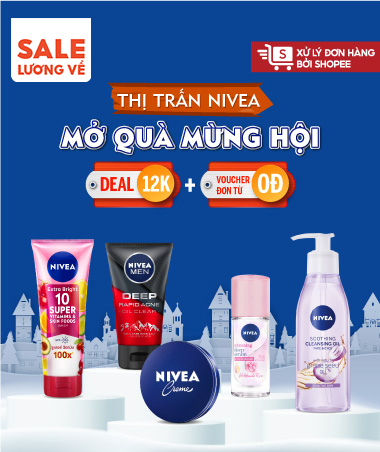 SALE
LƯƠNG VỀ
S
XỬ LÝ ĐƠN HÀNG
BỞI SHOPEE
THỊ TRẤN NIVEA
MỞ QUÀ MỪNG HỘI
DEAL 12K
+
VOUCHER
ĐƠN TỪ
0Đ
NIVEA
Extra Bright
10
SUPER
VITAMINS &
SKIN FOODS
100x
NIVEA
MEN
DEEP
RAPID ACNE
OIL CLEAR
NIVEA
Creme
NIVEA
NIVEA
SOOTHING
CLEANSING OIL